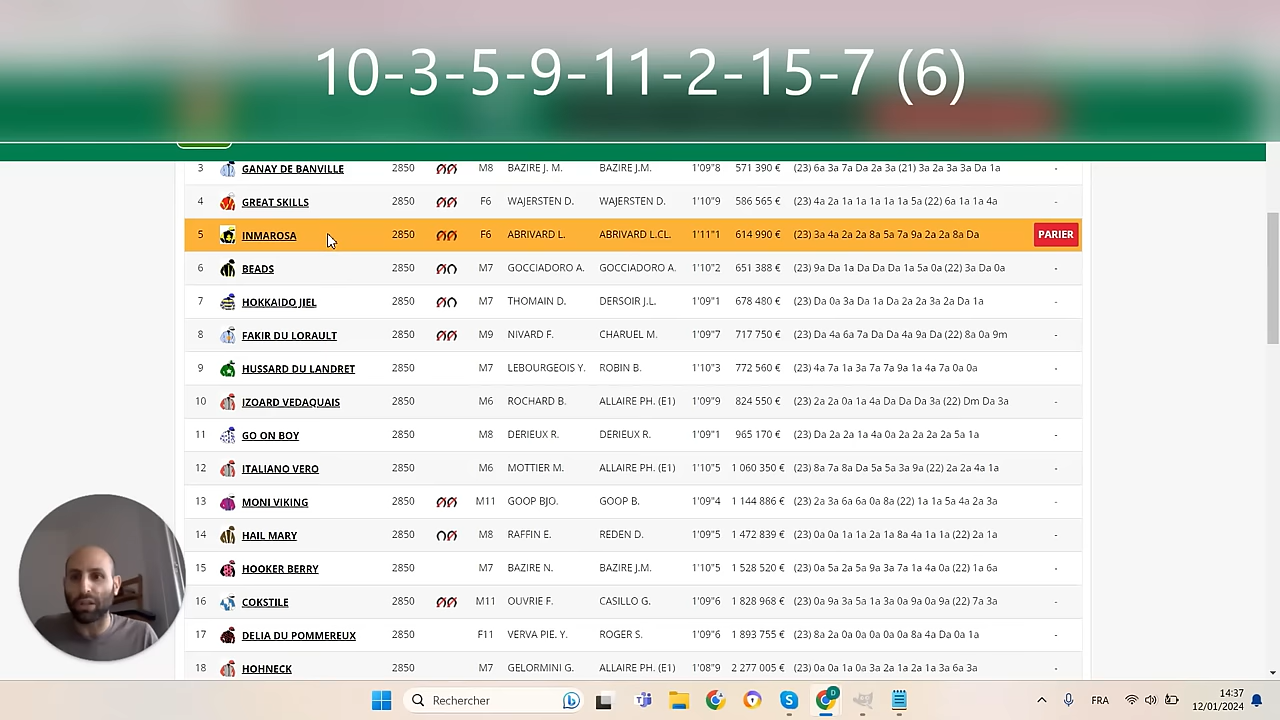 10-3-5-9-11-2-15-7 (6)
3 GANAY DE BANVILLE 2850 M8 BAZIRE J. M. BAZIRE J.M. 1'09"8 571 390 € (23) 6a 3a 7a Da 2a 3a (21) 3a 2a 3a 3a Da 1a -
4 GREAT SKILLS 2850 F6 WAJERSTEN D. WAJERSTEN D. 1'10"9 586 565 € (23) 4a 2a 1a 1a 1a 1a 1a 5a (22) 6a 1a 1a 4a -
5 INMAROSA 2850 F6 ABRIVARD L. ABRIVARD L.CL. 1'11"1 614 990 € (23) 3a 4a 2a 2a 8a 5a 7a 9a 2a 2a 8a Da PARIER
6 BEADS 2850 M7 GOCCIADORO A. GOCCIADORO A. 1'10"2 651 388 € (23) 9a Da 1a Da Da Da 1a 5a 0a (22) 3a Da 0a -
7 HOKKAIDO JIEL 2850 M7 THOMAIN D. DERSOIR J.L. 1'09"1 678 480 € (23) Da 0a 3a Da 1a Da 2a 2a 3a 2a Da 1a -
8 FAKIR DU LORAULT 2850 M9 NIVARD F. CHARUEL M. 1'09"7 717 750 € (23) Da 4a 6a 7a Da Da 4a 9a Da (22) 8a 0a 9m -
9 HUSSARD DU LANDRET 2850 M7 LEBOURGEOIS Y. ROBIN B. 1'10"3 772 560 € (23) 4a 7a 1a 3a 7a 7a 9a 1a 4a 7a 0a 0a -
10 IZOARD VEDAQUAIS 2850 M6 ROCHARD B. ALLAIRE PH. (E1) 1'09"9 824 550 € (23) 2a 2a 0a 1a 4a Da Da Da 3a (22) Dm Da 3a -
11 GO ON BOY 2850 M8 DERIEUX R. DERIEUX R. 1'09"1 965 170 € (23) Da 2a 2a 1a 4a 0a 2a 2a 2a 2a 5a 1a -
12 ITALIANO VERO 2850 M6 MOTTIER M. ALLAIRE PH. (E1) 1'10"5 1 060 350 € (23) 8a 7a 8a Da 5a 5a 3a 9a (22) 2a 2a 4a 1a -
13 MONI VIKING 2850 M11 GOOP BJO. GOOP B. 1'09"4 1 144 886 € (23) 2a 3a 6a 6a 0a 8a (22) 1a 1a 5a 4a 2a 3a -
14 HAIL MARY 2850 M8 RAFFIN E. REDEN D. 1'09"5 1 472 839 € (23) 0a 0a 1a 1a 2a 1a 8a 4a 1a 1a (22) 2a 1a -
15 HOOKER BERRY 2850 M7 BAZIRE N. BAZIRE J.M. 1'10"5 1 528 520 € (23) 0a 5a 2a 5a 9a 3a 7a 1a 4a 0a (22) 1a 6a -
16 COKSTILE 2850 M11 OUVRIE F. CASILLO G. 1'09"6 1 828 968 € (23) 0a 9a 3a 5a 1a 3a 0a 9a 0a 9a (22) 7a 3a -
17 DELIA DU POMMEREUX 2850 F11 VERVA PIE. Y. ROGER S. 1'09"6 1 893 755 € (23) 8a 2a 0a 0a 0a 0a 0a 8a 4a Da 0a 1a -
18 HOHNECK 2850 M7 GELORMINI G. ALLAIRE PH. (E1) 1'08"9 2 277 005 € (23) 0a 0a 1a 0a 3a 2a 1a 2a 1a 3a 6a 3a -
Rechercher FRA 14:37
12/01/2024